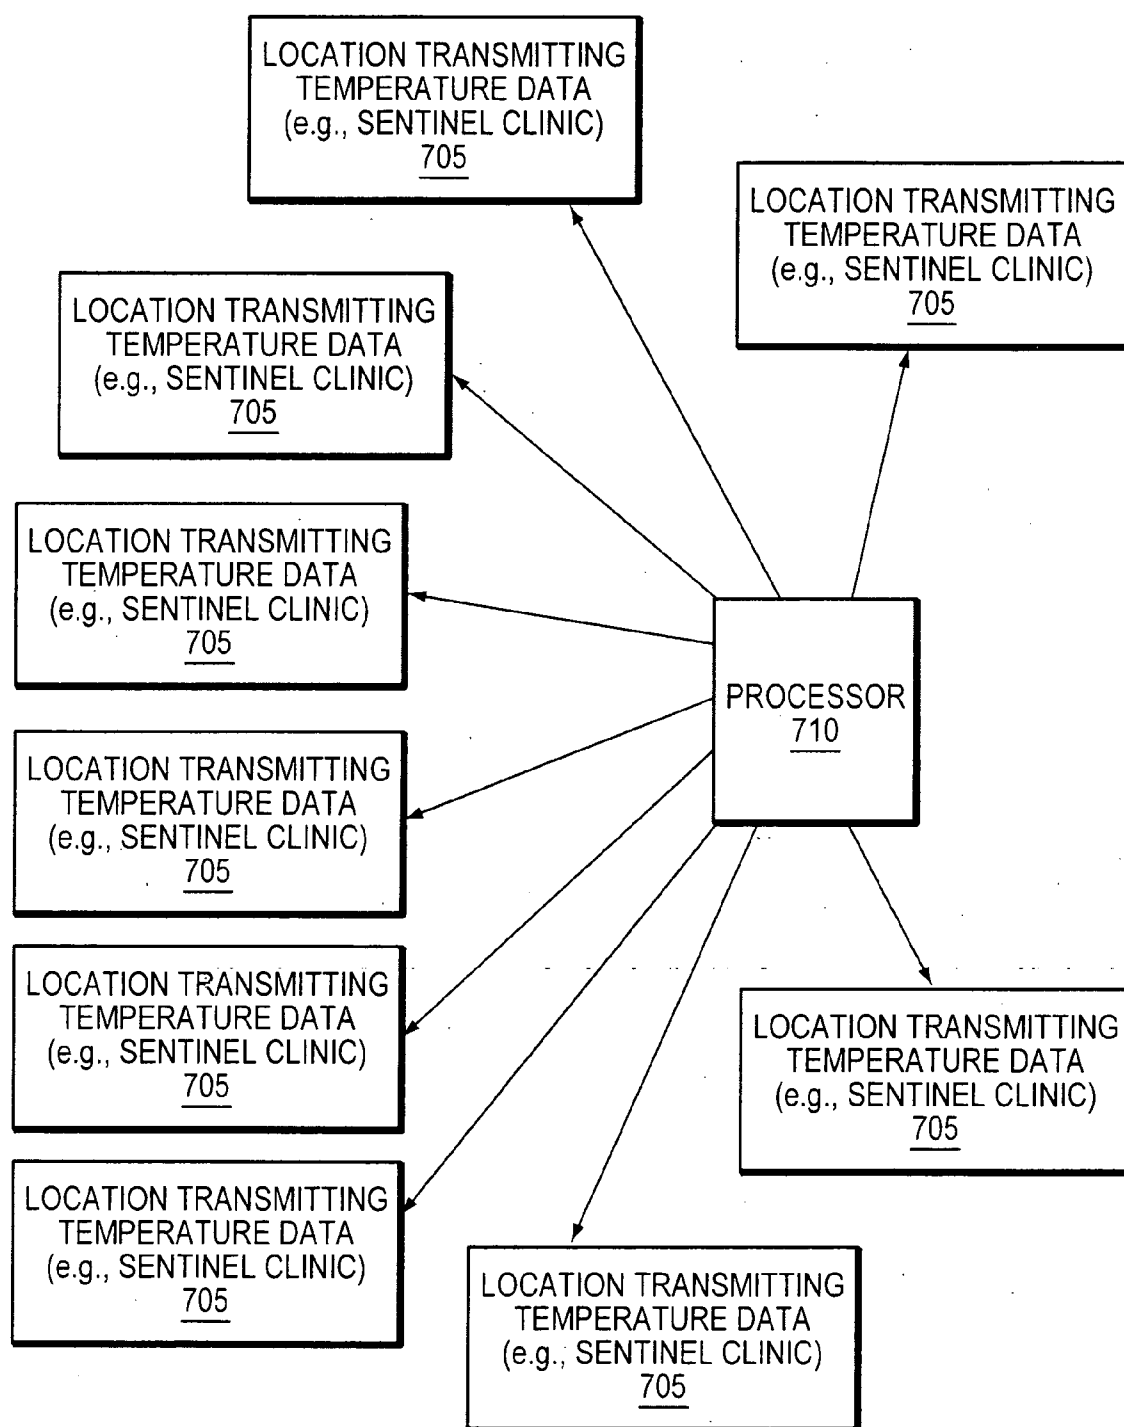 LOCATION TRANSMITTING
TEMPERATURE DATA
(e.g., SENTINEL CLINIC)
705
LOCATION TRANSMITTING
TEMPERATURE DATA
(e.g., SENTINEL CLINIC)
705
LOCATION TRANSMITTING
TEMPERATURE DATA
(e.g., SENTINEL CLINIC)
705
LOCATION TRANSMITTING
TEMPERATURE DATA
(e.g., SENTINEL CLINIC)
705
PROCESSOR
710
LOCATION TRANSMITTING
TEMPERATURE DATA
(e.g., SENTINEL CLINIC)
705
LOCATION TRANSMITTING
TEMPERATURE DATA
(e.g., SENTINEL CLINIC)
705
LOCATION TRANSMITTING
TEMPERATURE DATA
(e.g., SENTINEL CLINIC)
705
LOCATION TRANSMITTING
TEMPERATURE DATA
(e.g., SENTINEL CLINIC)
705
LOCATION TRANSMITTING
TEMPERATURE DATA
(e.g., SENTINEL CLINIC)
705